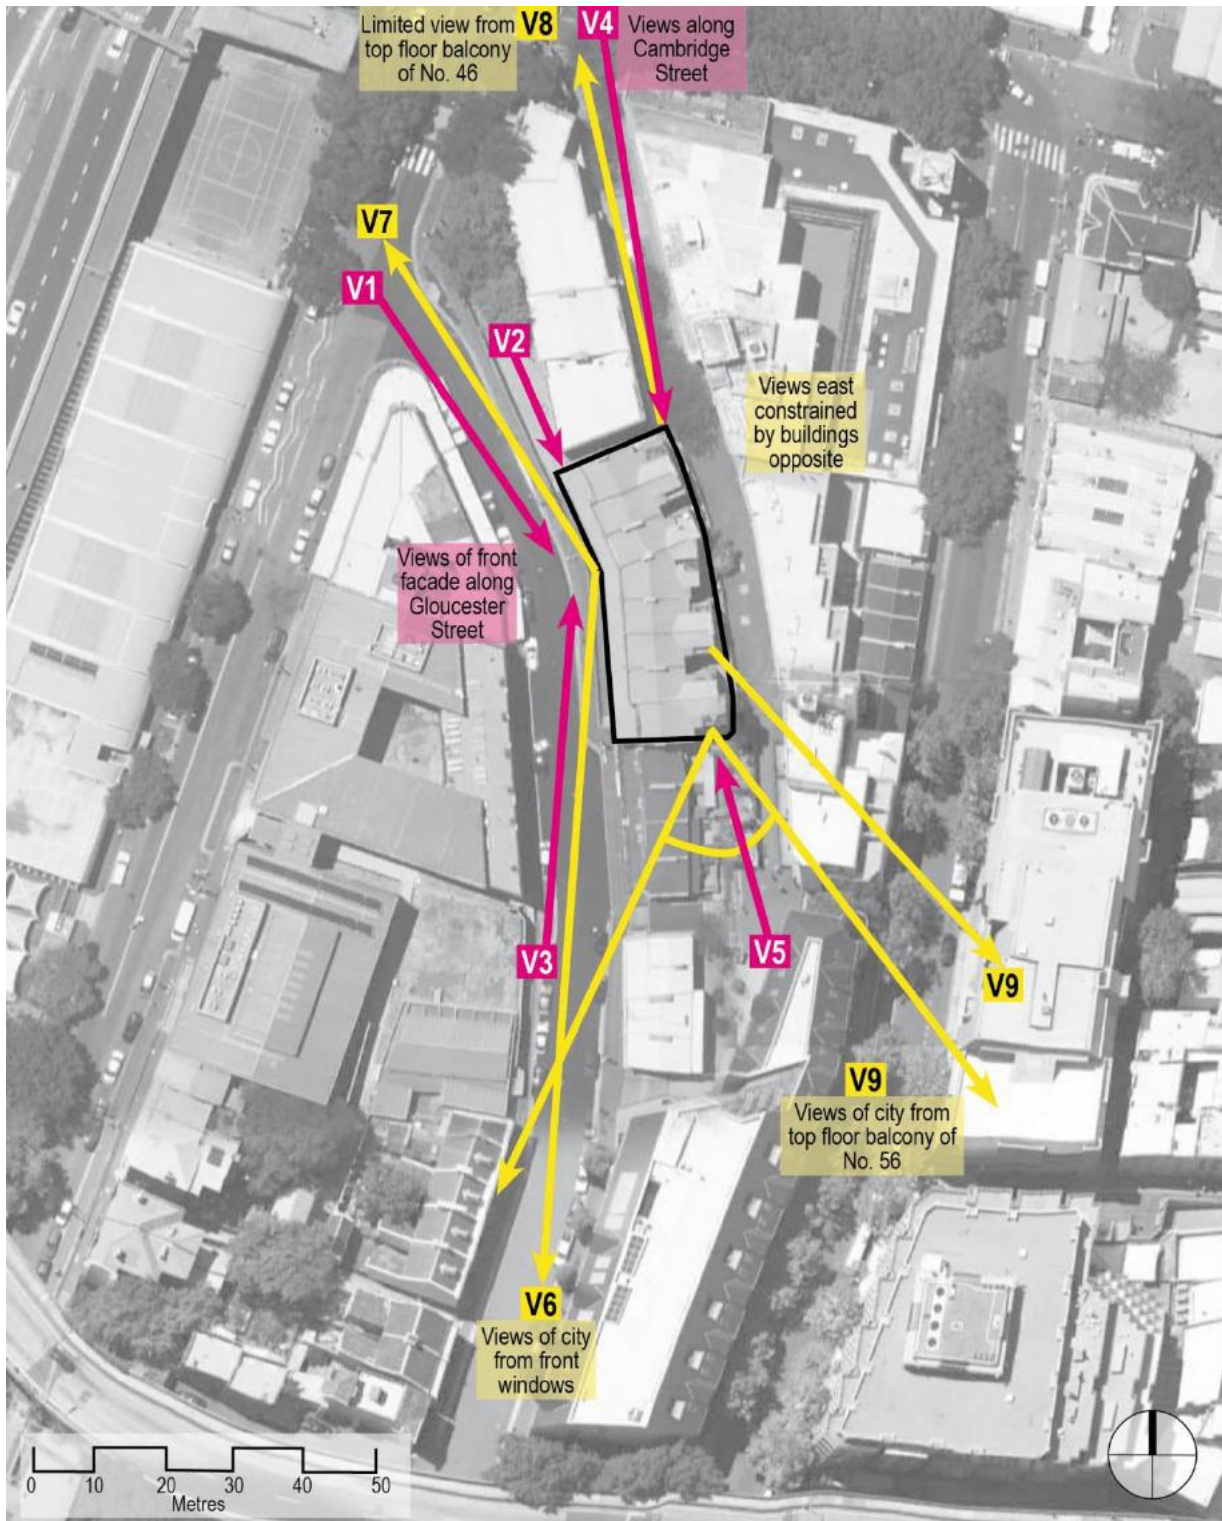 Limited view from
top floor balcony
of No. 46
V8
V4
Views along
Cambridge
Street
V7
V1
V2
Views east
constrained
by buildings
opposite
Views of front
facade along
Gloucester
Street
V3
V5
V9
V9
Views of city from
top floor balcony of
No. 56
V6
Views of city
from front
windows
0 10 20 30 40 50
Metres